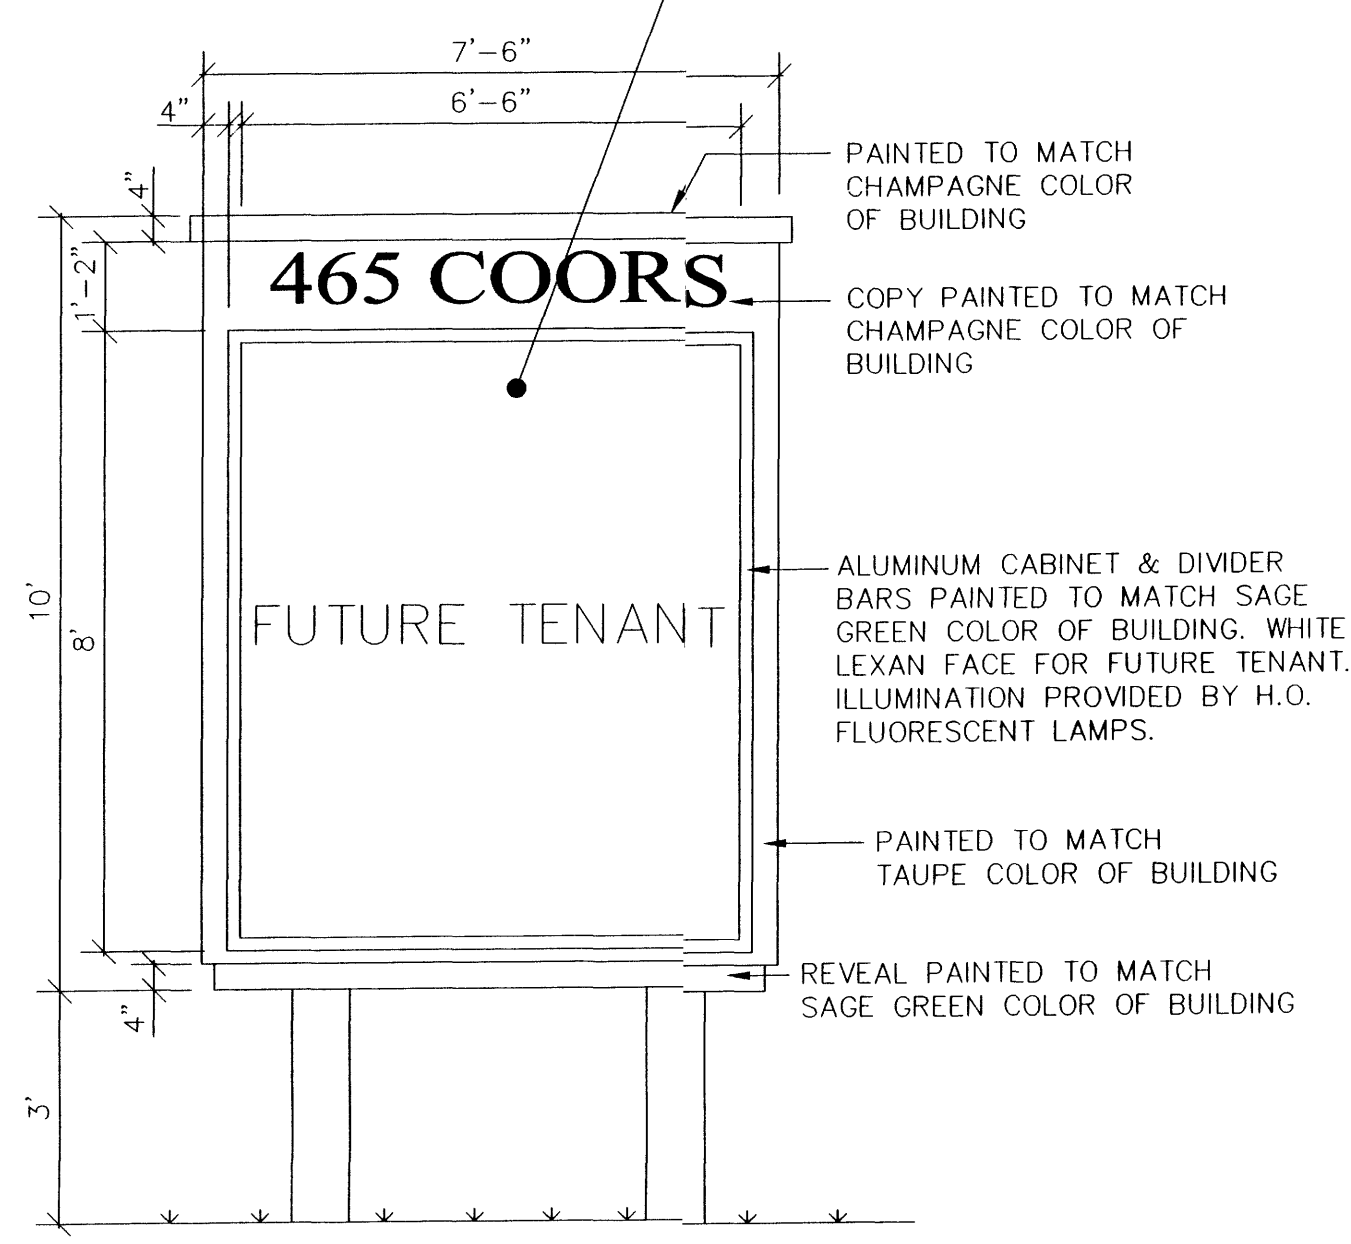 7'-6"
4"
6'-6"
PAINTED TO MATCH
CHAMPAGNE COLOR
OF BUILDING
4"
1'-2"
465 COORS
COPY PAINTED TO MATCH
CHAMPAGNE COLOR OF
BUILDING
10'
8'
FUTURE TENANT
ALUMINUM CABINET & DIVIDER
BARS PAINTED TO MATCH SAGE
GREEN COLOR OF BUILDING. WHITE
LEXAN FACE FOR FUTURE TENANT.
ILLUMINATION PROVIDED BY H.O.
FLUORESCENT LAMPS.
PAINTED TO MATCH
TAUPE COLOR OF BUILDING
REVEAL PAINTED TO MATCH
SAGE GREEN COLOR OF BUILDING
4"
3'